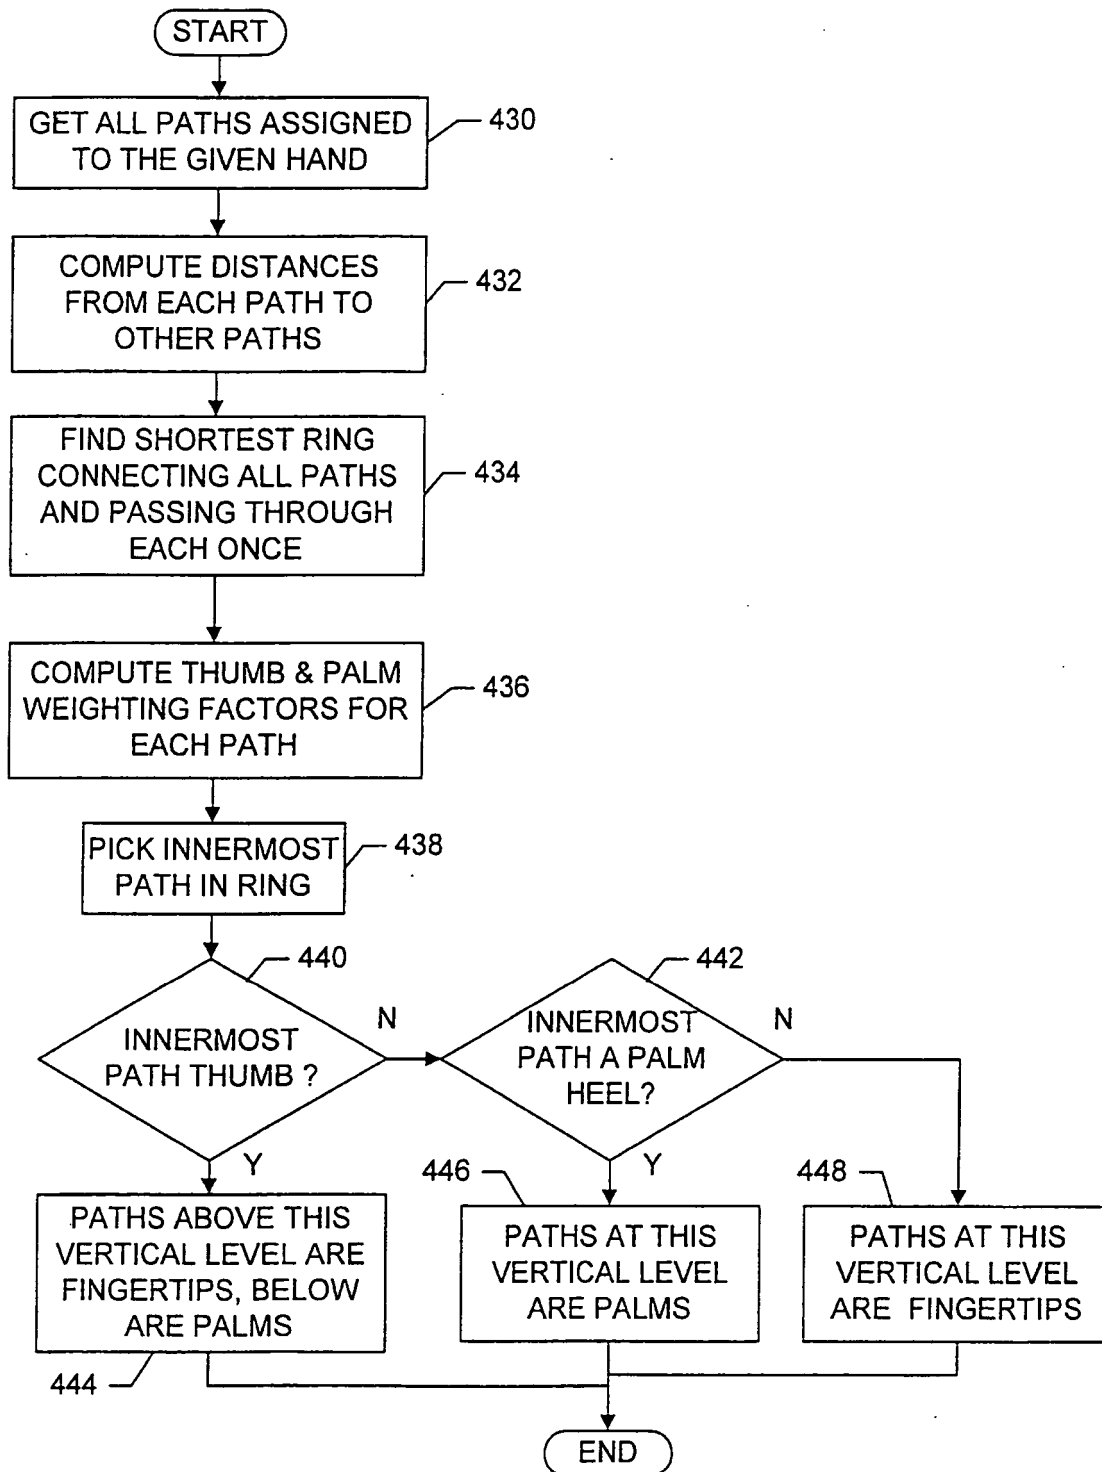 START
GET ALL PATHS ASSIGNED
TO THE GIVEN HAND
430
COMPUTE DISTANCES
FROM EACH PATH TO
OTHER PATHS
432
FIND SHORTEST RING
CONNECTING ALL PATHS
AND PASSING THROUGH
EACH ONCE
434
COMPUTE THUMB & PALM
WEIGHTING FACTORS FOR
EACH PATH
436
PICK INNERMOST
PATH IN RING
438
440
INNERMOST
PATH THUMB ?
N
Y
442
INNERMOST
PATH A PALM
HEEL?
N
Y
PATHS ABOVE THIS
VERTICAL LEVEL ARE
FINGERTIPS, BELOW
ARE PALMS
444
446
PATHS AT THIS
VERTICAL LEVEL
ARE PALMS
448
PATHS AT THIS
VERTICAL LEVEL
ARE FINGERTIPS
END